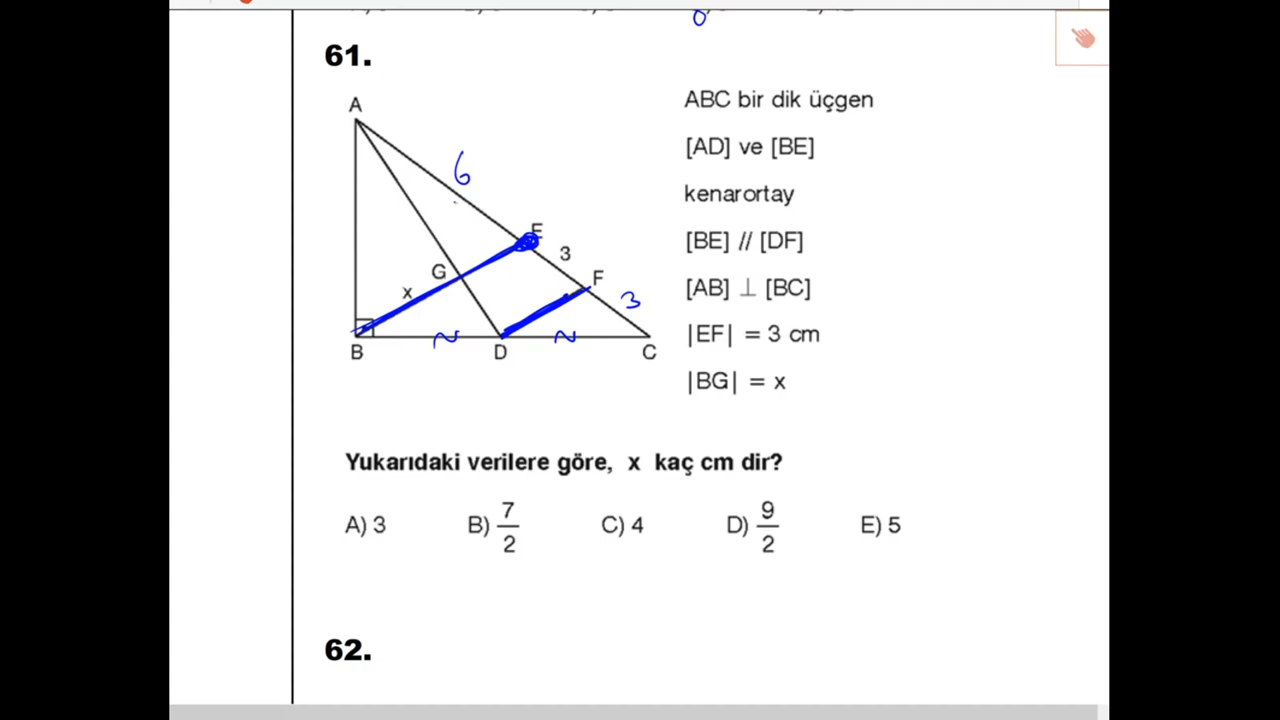 61.
A
6
E
3
F
G
3
x
B
D
C
ABC bir dik üçgen
[AD] ve [BE]
kenarortay
[BE] // [DF]
[AB] ⊥ [BC]
|EF| = 3 cm
|BG| = x
Yukarıdaki verilere göre, x kaç cm dir?
A) 3 B) 7/2 C) 4 D) 9/2 E) 5
62.